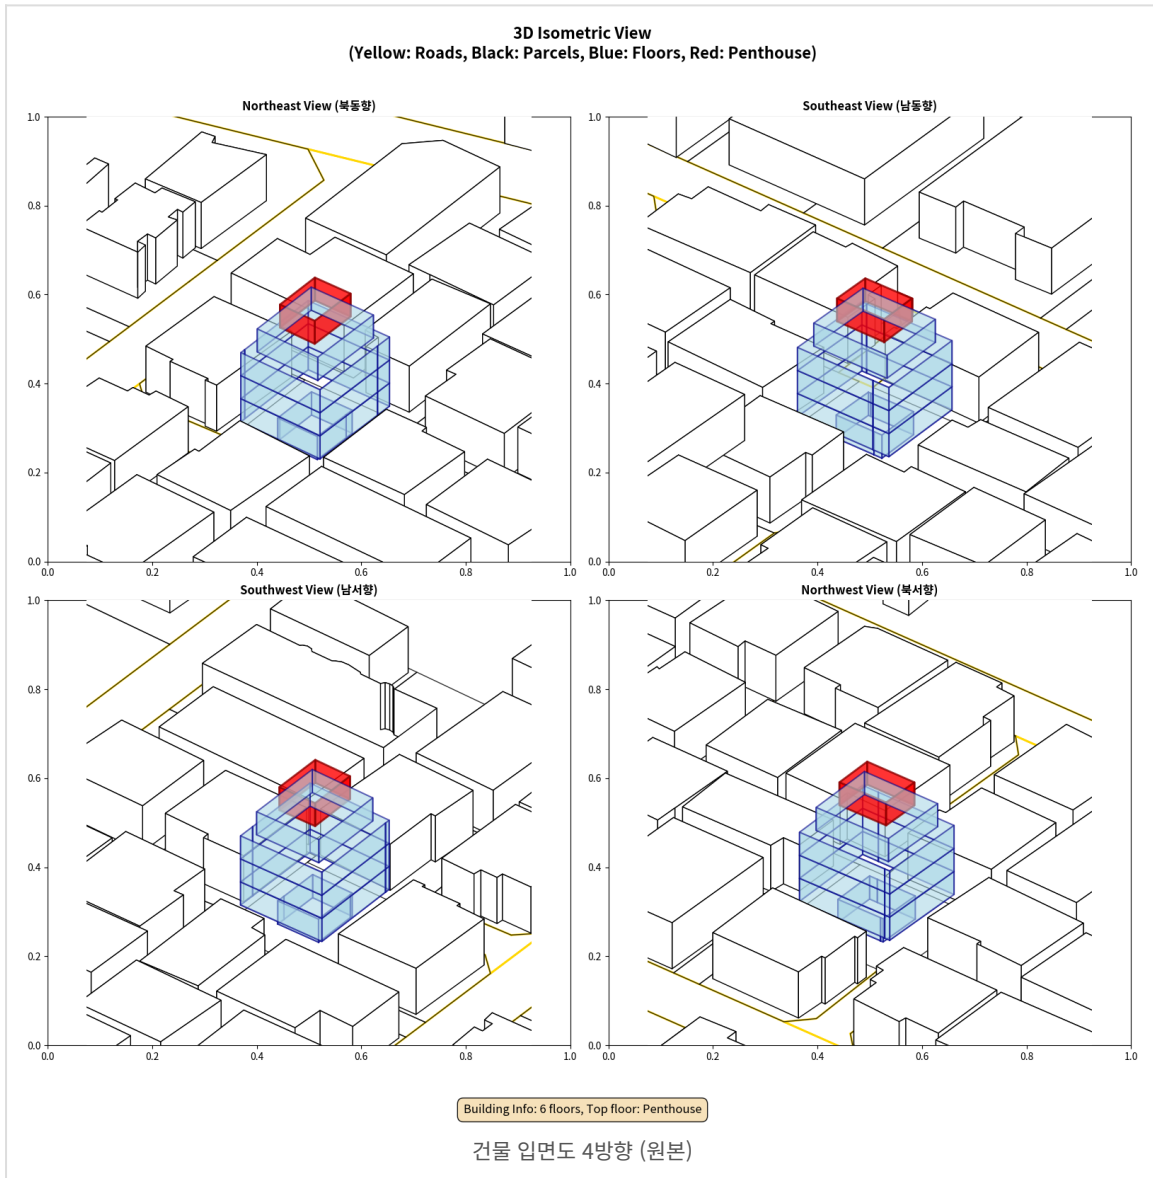 3D Isometric View
(Yellow: Roads, Black: Parcels, Blue: Floors, Red: Penthouse)
Northeast View (북동향)
1.0
0.8
0.6
0.4
0.2
0.0
0.0 0.2 0.4 0.6 0.8 1.0
Southeast View (남동향)
1.0
0.8
0.6
0.4
0.2
0.0
0.0 0.2 0.4 0.6 0.8 1.0
Southwest View (남서향)
1.0
0.8
0.6
0.4
0.2
0.0
0.0 0.2 0.4 0.6 0.8 1.0
Northwest View (북서향)
1.0
0.8
0.6
0.4
0.2
0.0
0.0 0.2 0.4 0.6 0.8 1.0
Building Info: 6 floors, Top floor: Penthouse
건물 입면도 4방향 (원본)